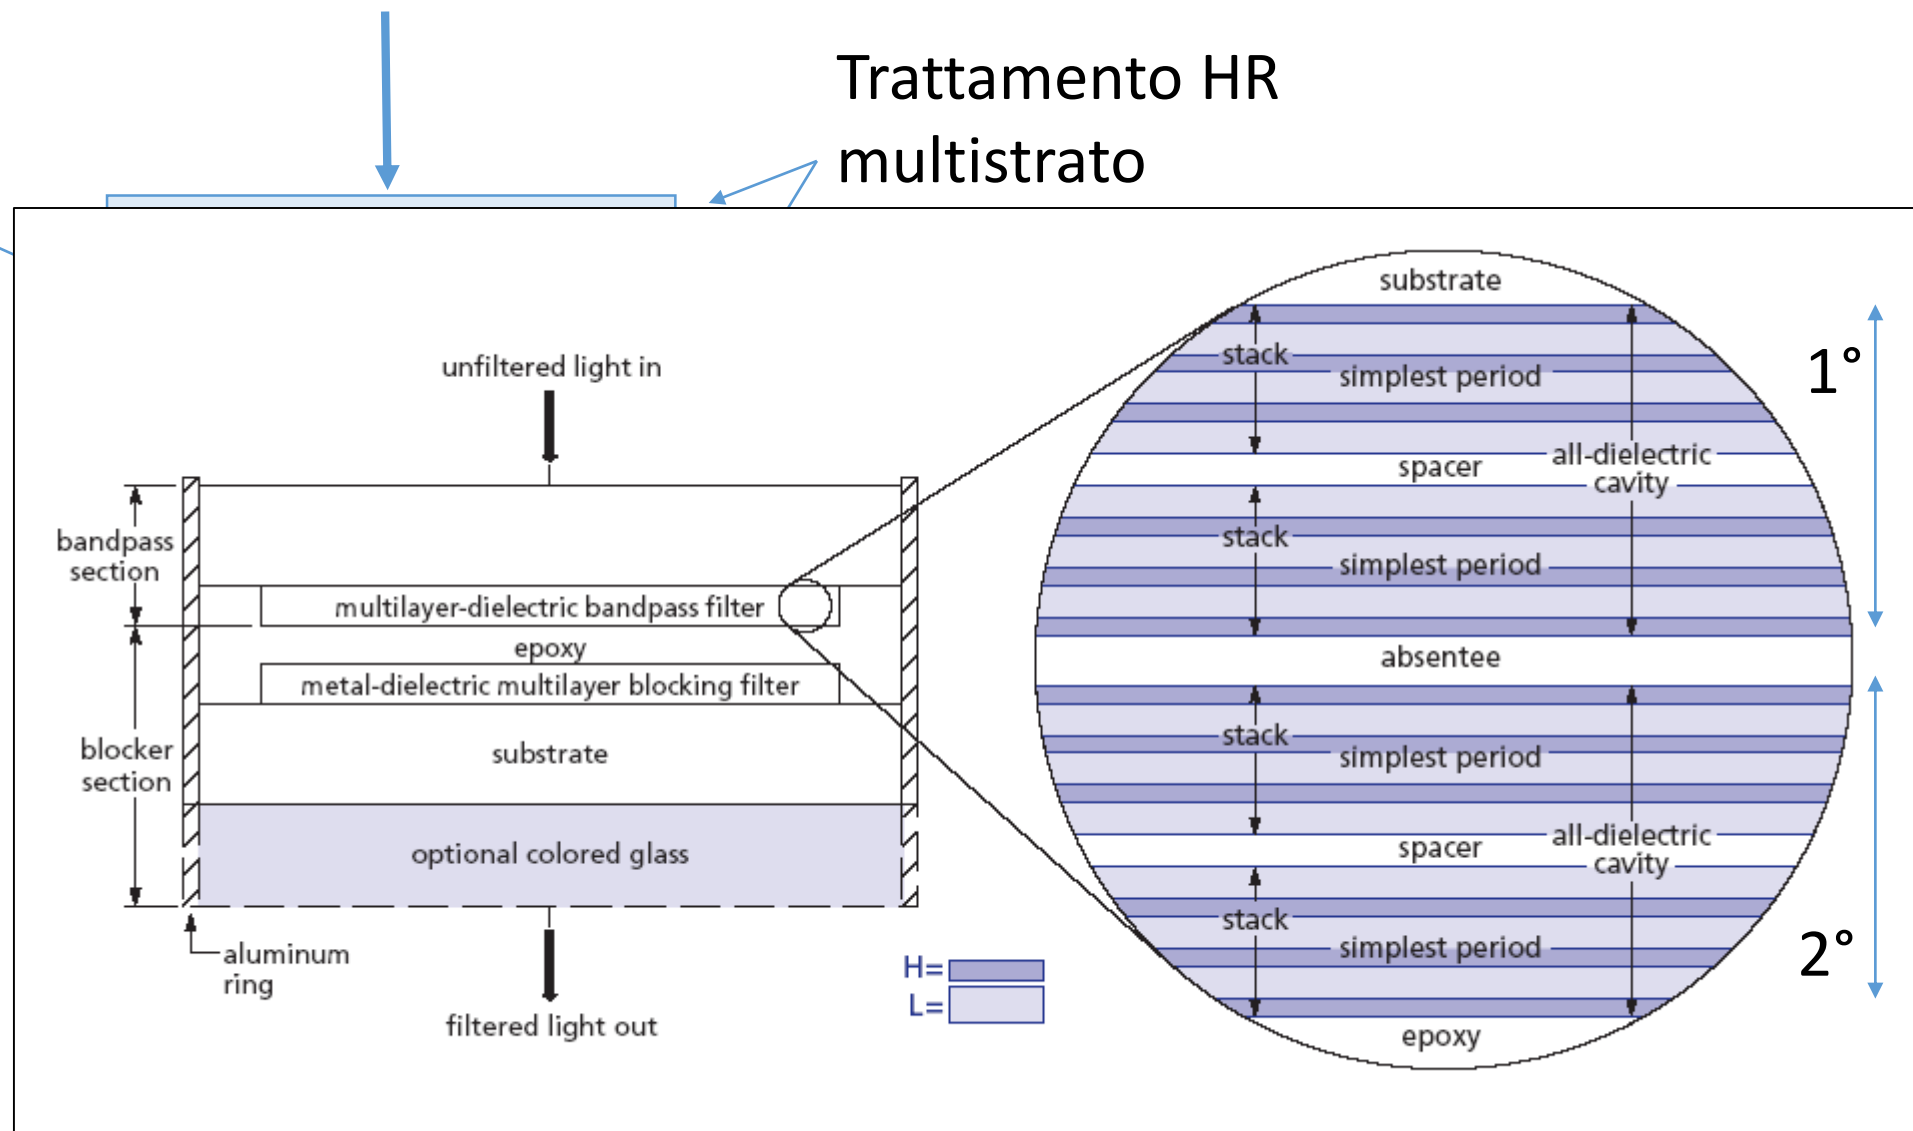 Trattamento HR
multistrato
unfiltered light in
bandpass
section
multilayer-dielectric bandpass filter
epoxy
metal-dielectric multilayer blocking filter
blocker
section
substrate
optional colored glass
aluminum
ring
filtered light out
H=
L=
substrate
stack
simplest period
1°
spacer
all-dielectric
cavity
stack
simplest period
absentee
stack
simplest period
spacer
all-dielectric
cavity
stack
simplest period
2°
epoxy